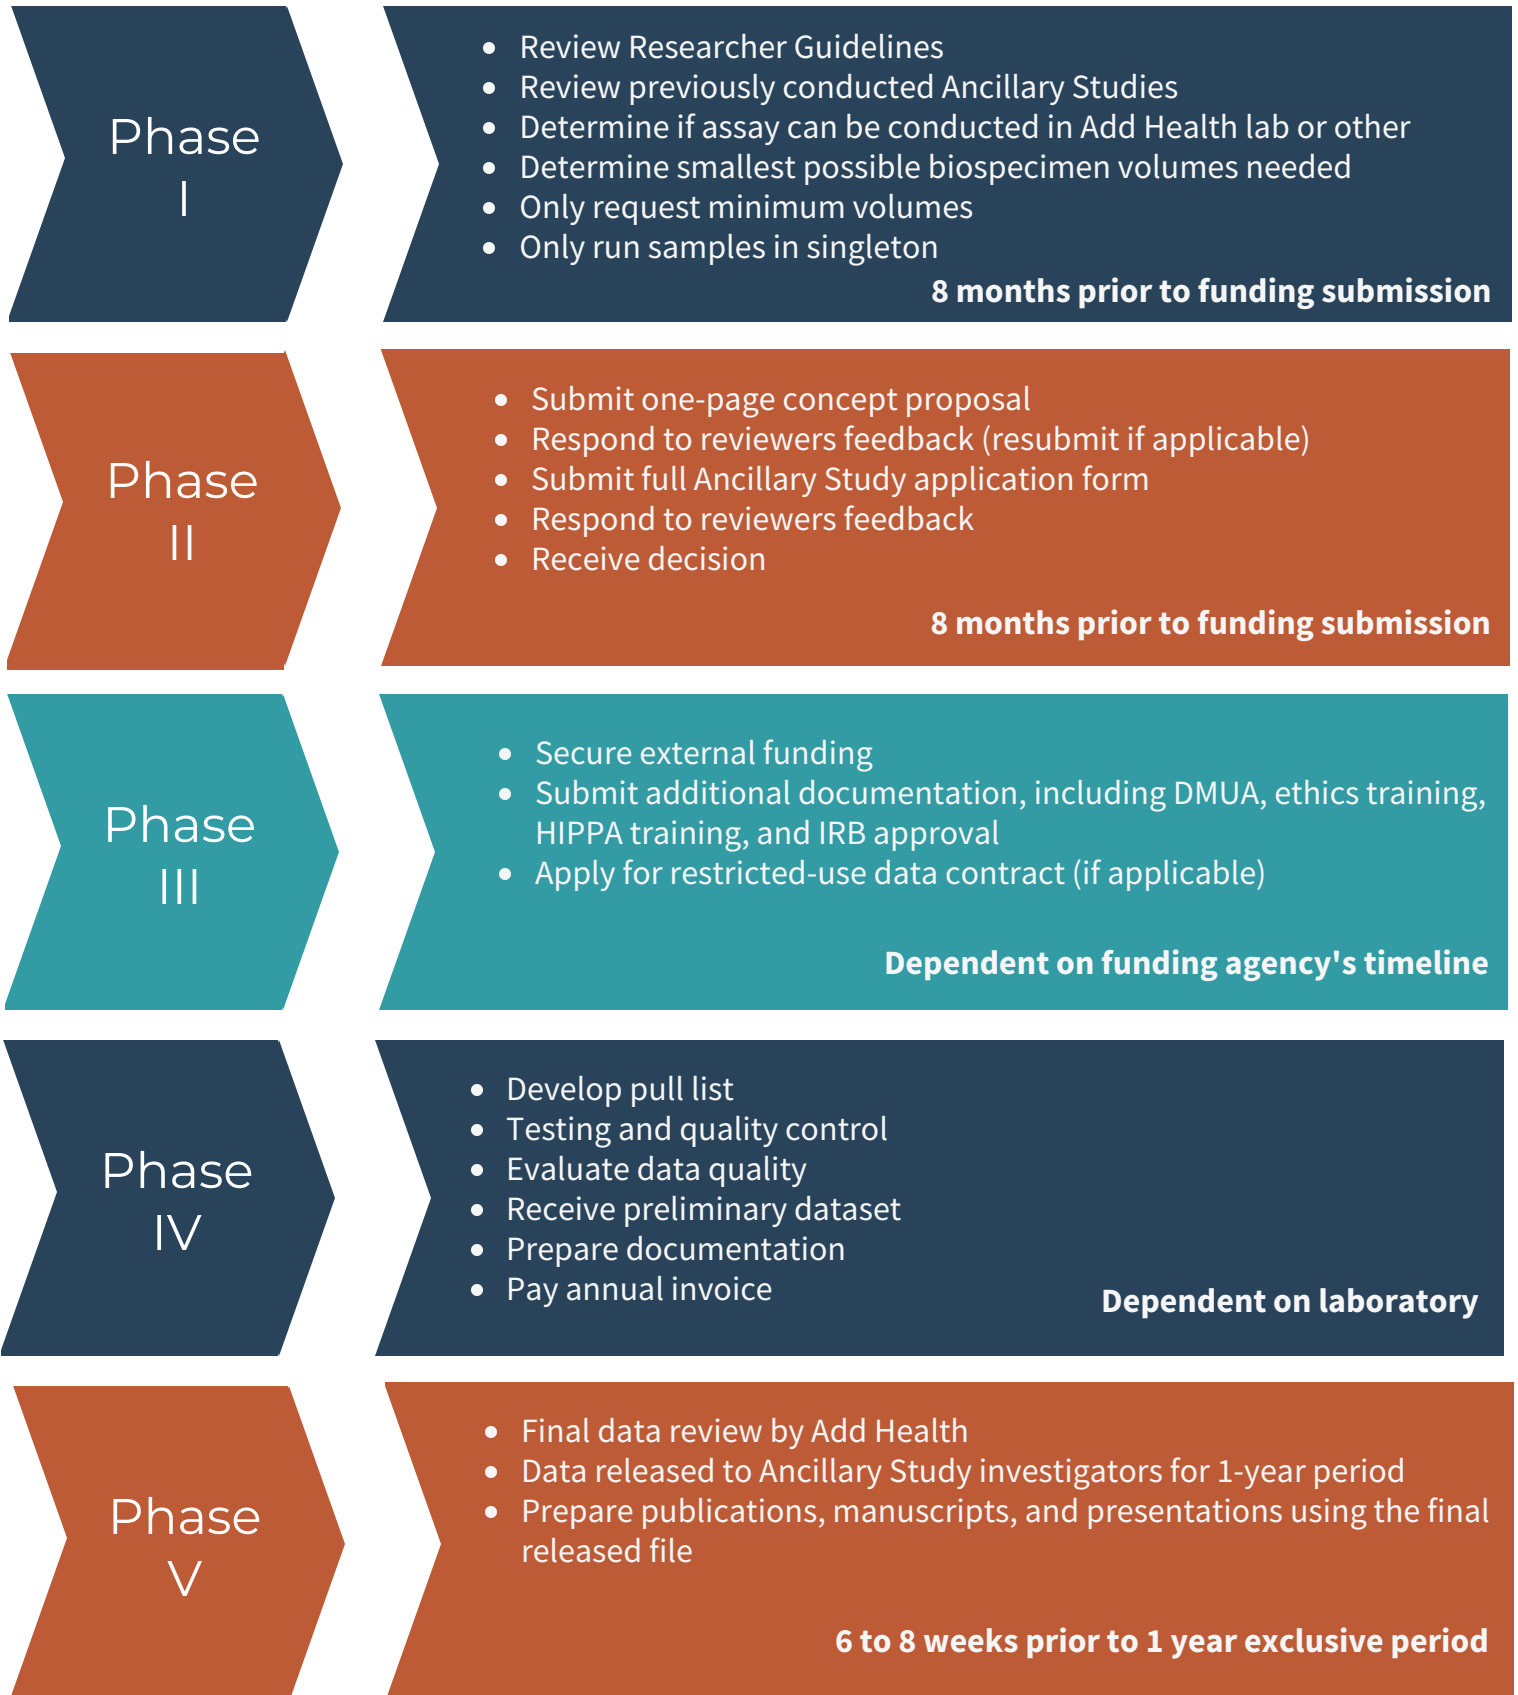 Phase
I
• Review Researcher Guidelines
• Review previously conducted Ancillary Studies
• Determine if assay can be conducted in Add Health lab or other
• Determine smallest possible biospecimen volumes needed
• Only request minimum volumes
• Only run samples in singleton
8 months prior to funding submission
Phase
II
• Submit one-page concept proposal
• Respond to reviewers feedback (resubmit if applicable)
• Submit full Ancillary Study application form
• Respond to reviewers feedback
• Receive decision
8 months prior to funding submission
Phase
III
• Secure external funding
• Submit additional documentation, including DMUA, ethics training,
HIPPA training, and IRB approval
• Apply for restricted-use data contract (if applicable)
Dependent on funding agency's timeline
Phase
IV
• Develop pull list
• Testing and quality control
• Evaluate data quality
• Receive preliminary dataset
• Prepare documentation
• Pay annual invoice
Dependent on laboratory
Phase
V
• Final data review by Add Health
• Data released to Ancillary Study investigators for 1-year period
• Prepare publications, manuscripts, and presentations using the final
released file
6 to 8 weeks prior to 1 year exclusive period